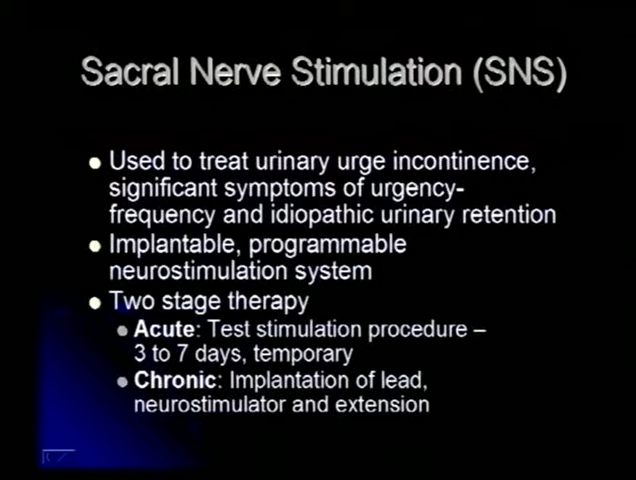 Sacral Nerve Stimulation (SNS)
Used to treat urinary urge incontinence,
significant symptoms of urgency-
frequency and idiopathic urinary retention
Implantable, programmable
neurostimulation system
Two stage therapy
Acute: Test stimulation procedure –
3 to 7 days, temporary
Chronic: Implantation of lead,
neurostimulator and extension